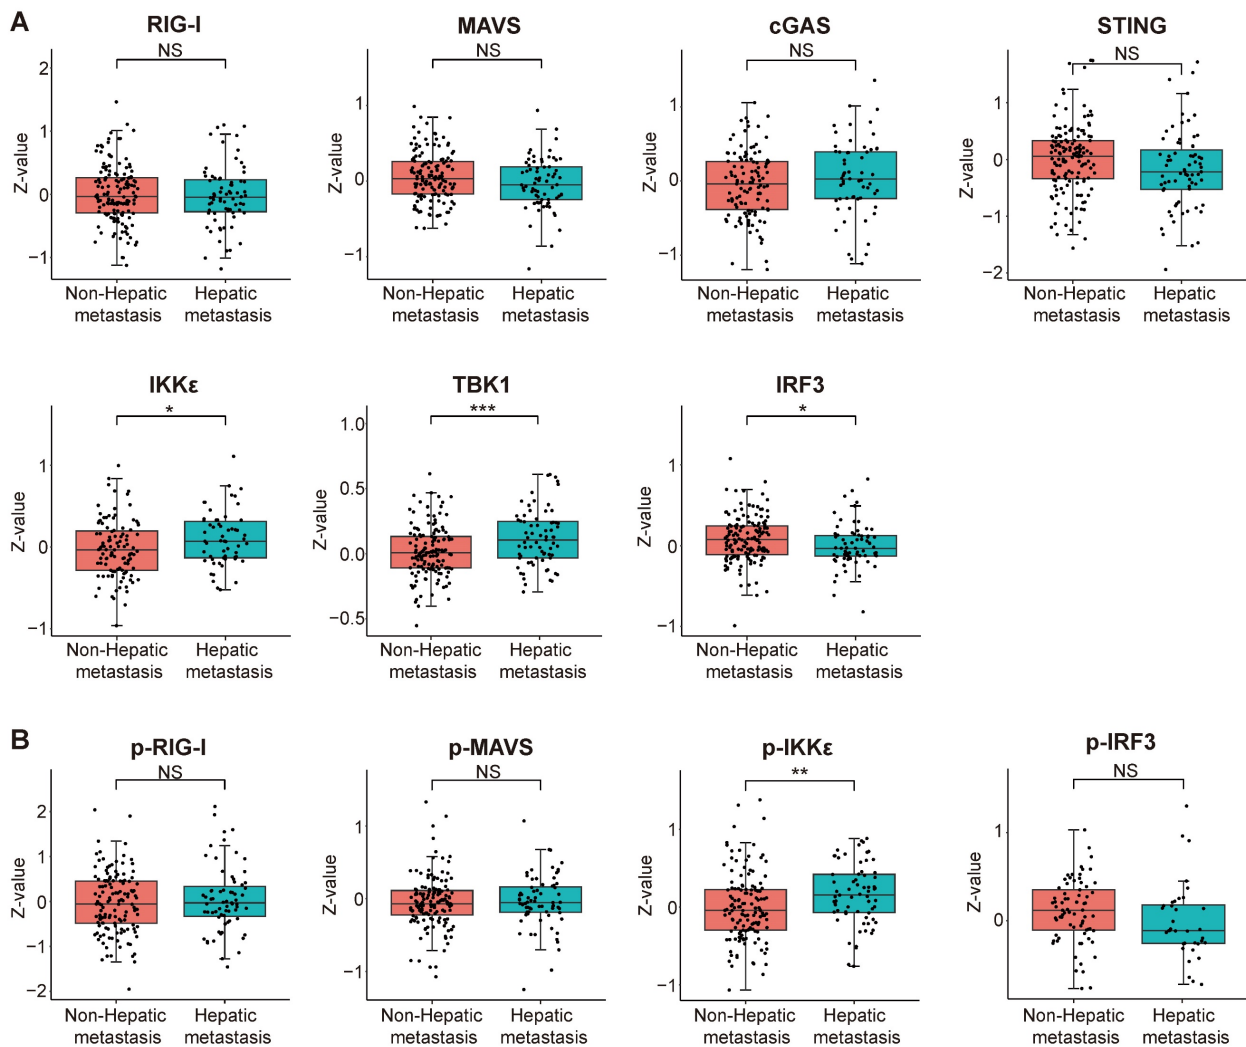 A
RIG-I
MAVS
cGAS
STING
NS
NS
NS
NS
Z-value
2
1
0
−1
Z-value
1
0
−1
Z-value
1
0
−1
Z-value
1
0
−1
−2
Non-Hepatic metastasis
Hepatic metastasis
Non-Hepatic metastasis
Hepatic metastasis
Non-Hepatic metastasis
Hepatic metastasis
Non-Hepatic metastasis
Hepatic metastasis
IKKε
TBK1
IRF3
*
***
*
Z-value
1
0
−1
Z-value
1.0
0.5
0.0
−0.5
Z-value
1
0
−1
Non-Hepatic metastasis
Hepatic metastasis
Non-Hepatic metastasis
Hepatic metastasis
Non-Hepatic metastasis
Hepatic metastasis
B
p-RIG-I
p-MAVS
p-IKKε
p-IRF3
NS
NS
**
NS
Z-value
2
1
0
−1
−2
Z-value
1
0
−1
Z-value
1
0
−1
Z-value
1
0
Non-Hepatic metastasis
Hepatic metastasis
Non-Hepatic metastasis
Hepatic metastasis
Non-Hepatic metastasis
Hepatic metastasis
Non-Hepatic metastasis
Hepatic metastasis